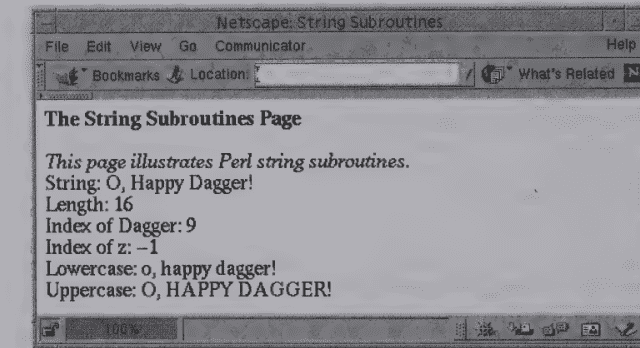 Netscape: String Subroutines
File Edit View Go Communicator Help
Bookmarks Location: What's Related
The String Subroutines Page
This page illustrates Perl string subroutines.
String: O, Happy Dagger!
Length: 16
Index of Dagger: 9
Index of z: −1
Lowercase: o, happy dagger!
Uppercase: O, HAPPY DAGGER!
100%